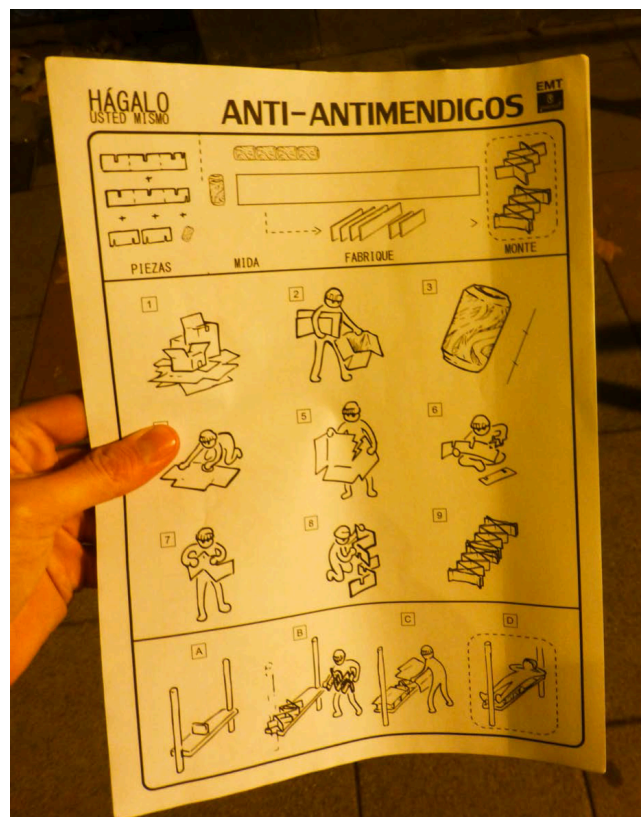 HÁGALO
USTED MISMO
ANTI-ANTIMENDIGOS
EMT
PIEZAS
MIDA
FABRIQUE
MONTE
1
2
3
5
6
7
8
9
A
B
C
D